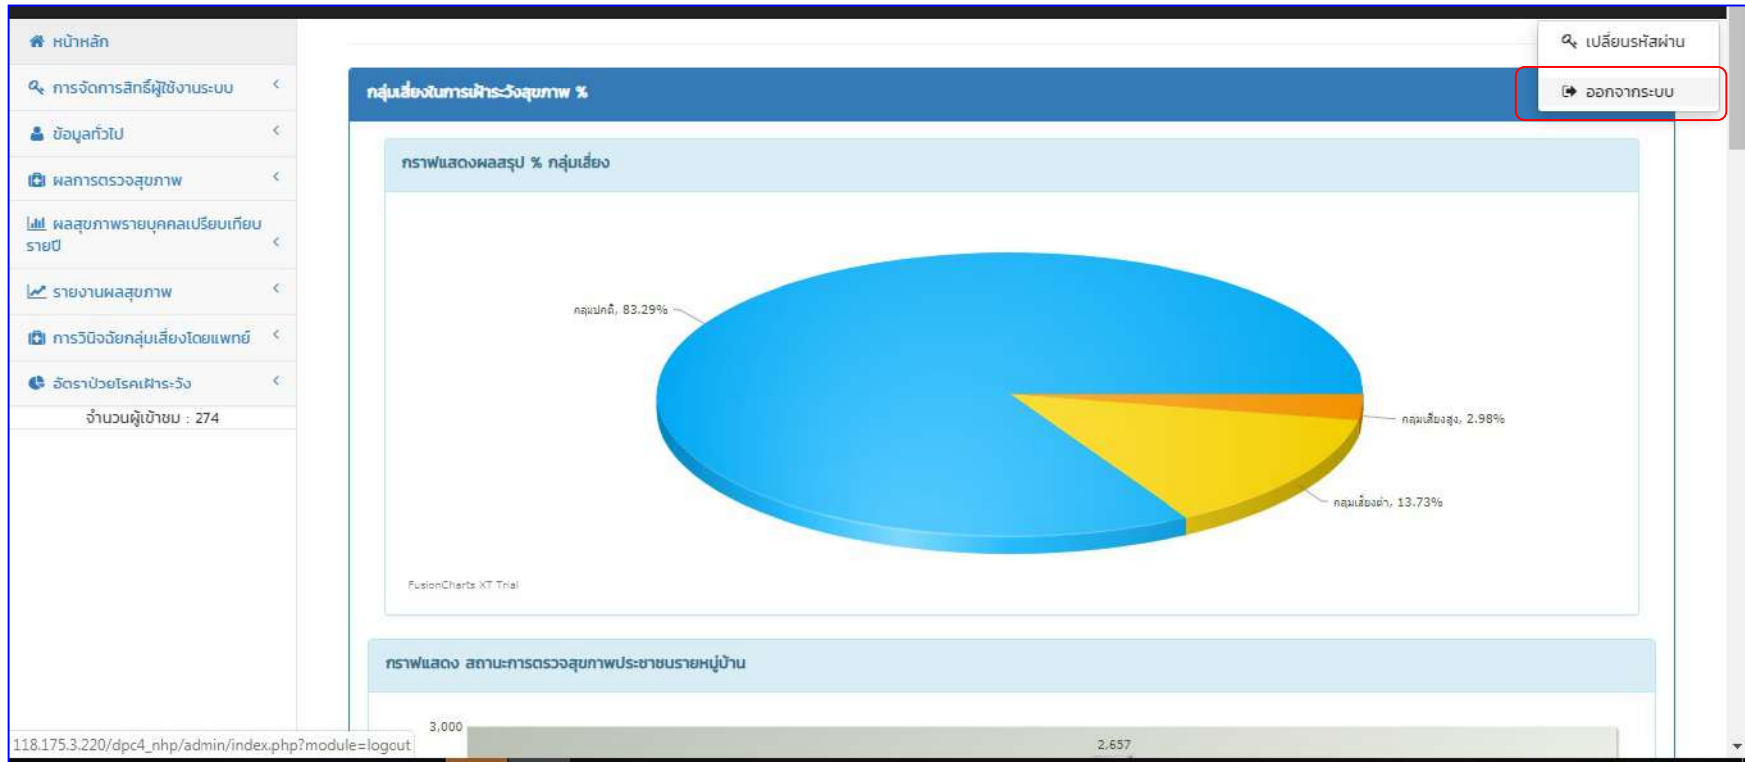 หน้าหลัก
การจัดการสิทธิ์ผู้ใช้งานระบบ
ข้อมูลทั่วไป
ผลการตรวจสุขภาพ
ผลสุขภาพรายบุคคลเปรียบเทียบ
รายปี
รายงานผลสุขภาพ
การวินิจฉัยกลุ่มเสี่ยงโดยแพทย์
อัตราป่วยโรคเฝ้าระวัง
จำนวนผู้เข้าชม : 274
เปลี่ยนรหัสผ่าน
ออกจากระบบ
กลุ่มเสี่ยงในการเฝ้าระวังสุขภาพ %
กราฟแสดงผลสรุป % กลุ่มเสี่ยง
กลุ่มปกติ, 83.29%
กลุ่มเสี่ยงสูง, 2.98%
กลุ่มเสี่ยงต่ำ, 13.73%
FusionCharts XT Trial
กราฟแสดง สถานะการตรวจสุขภาพประชาชนรายหมู่บ้าน
3,000
2,657
118.175.3.220/dpc4_nhp/admin/index.php?module=logout